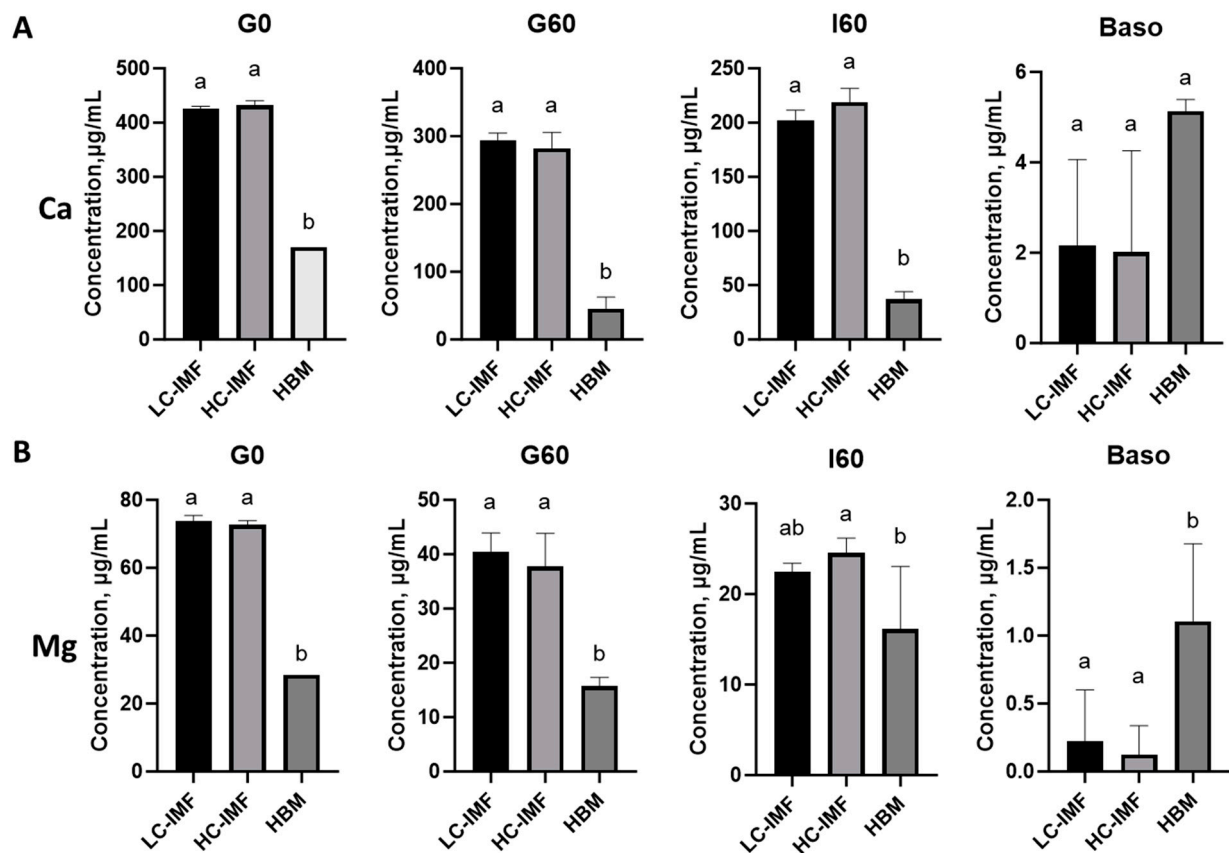 A
G0
G60
I60
Baso
Ca
Concentration,µg/mL
500
400
300
200
100
0
a
a
b
LC-IMF
HC-IMF
HBM
Concentration,µg/mL
400
300
200
100
0
a
a
b
LC-IMF
HC-IMF
HBM
Concentration, µg/mL
250
200
150
100
50
0
a
a
b
LC-IMF
HC-IMF
HBM
Concentration, µg/mL
6
4
2
0
a
a
a
LC-IMF
HC-IMF
HBM
B
G0
G60
I60
Baso
Mg
Concentration, µg/mL
80
60
40
20
0
a
a
b
LC-IMF
HC-IMF
HBM
Concentration, µg/mL
50
40
30
20
10
0
a
a
b
LC-IMF
HC-IMF
HBM
Concentration, µg/mL
30
20
10
0
ab
a
b
LC-IMF
HC-IMF
HBM
Concentration, µg/mL
2.0
1.5
1.0
0.5
0.0
a
a
b
LC-IMF
HC-IMF
HBM